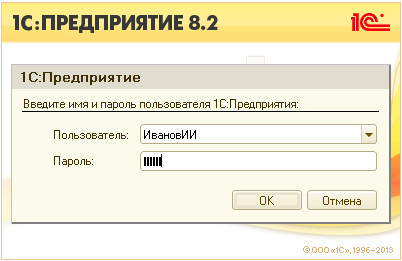 1С:ПРЕДПРИЯТИЕ 8.2
1С
1С:Предприятие
Введите имя и пароль пользователя 1С:Предприятия:
Пользователь: ИвановИИ
Пароль:
OK Отмена
© ООО «1С», 1996-2013